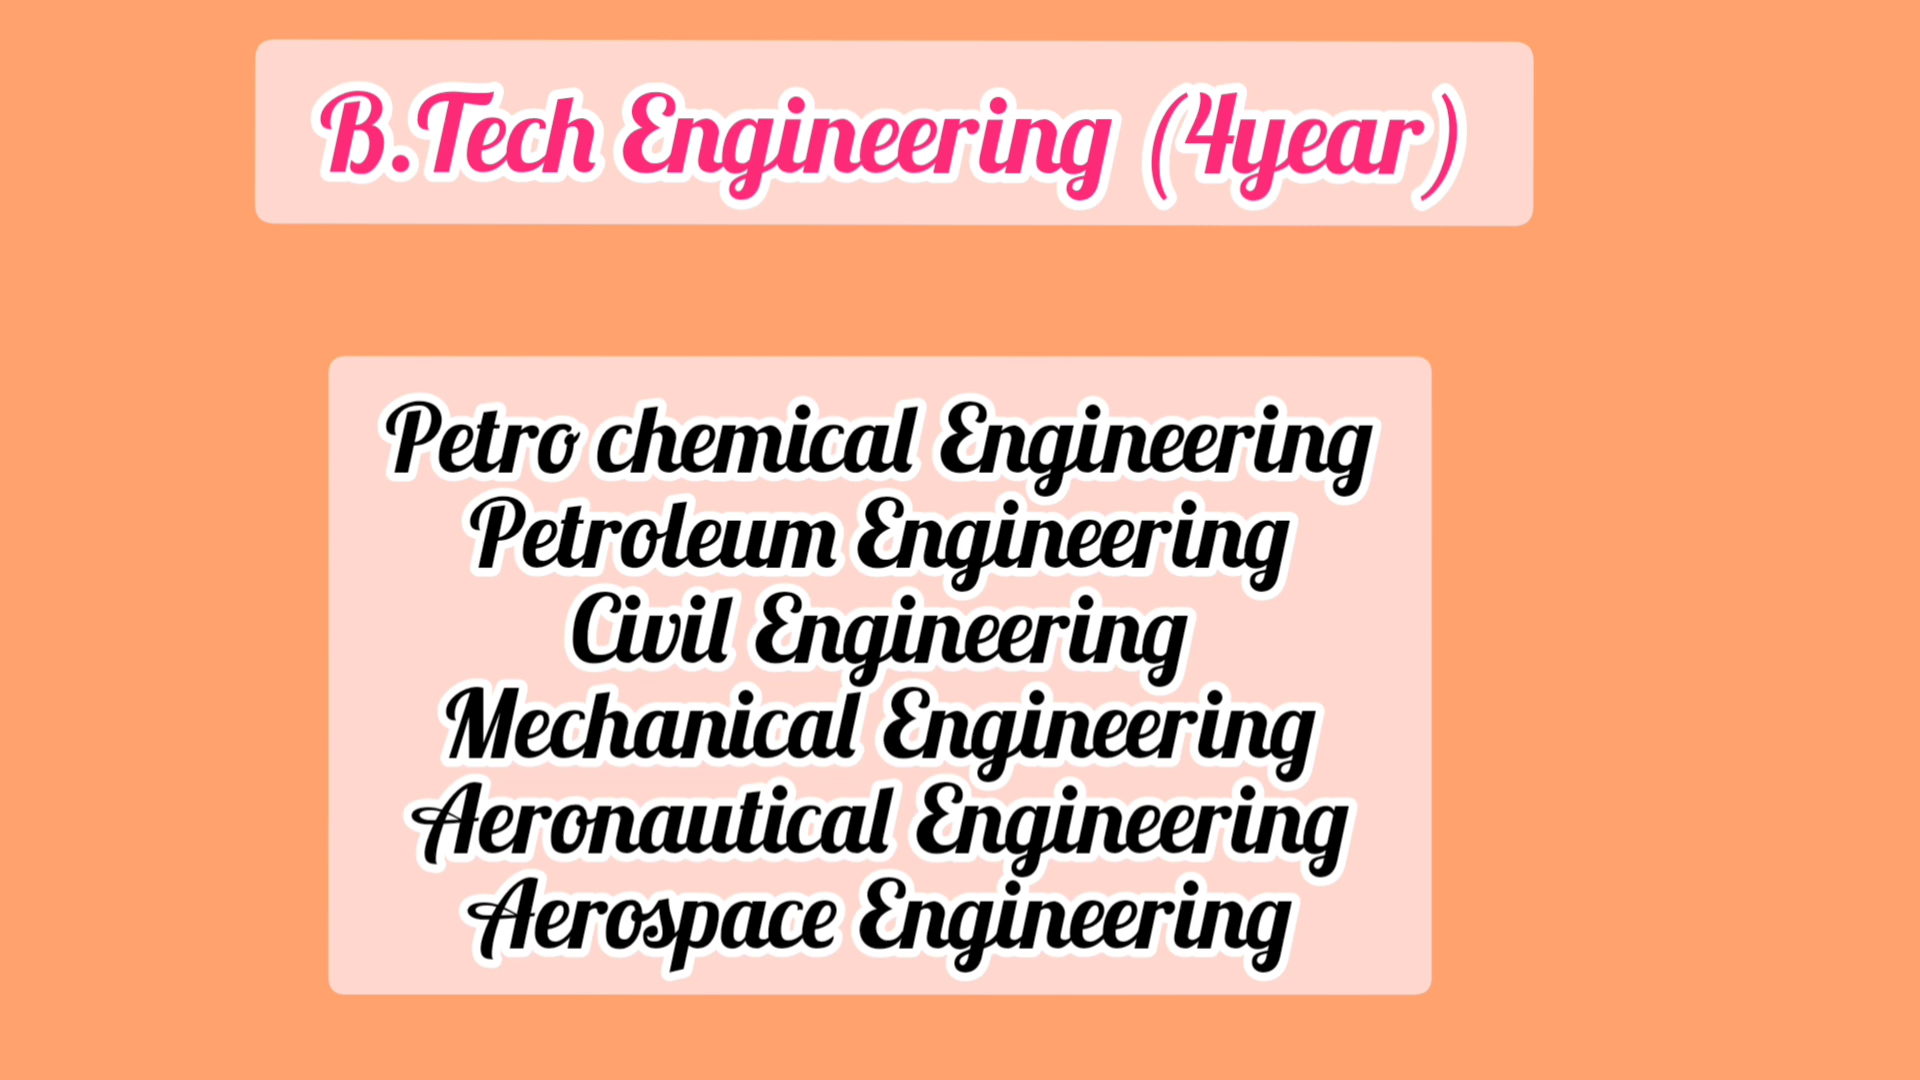 B.Tech Engineering (4year)
Petro chemical Engineering
Petroleum Engineering
Civil Engineering
Mechanical Engineering
Aeronautical Engineering
Aerospace Engineering